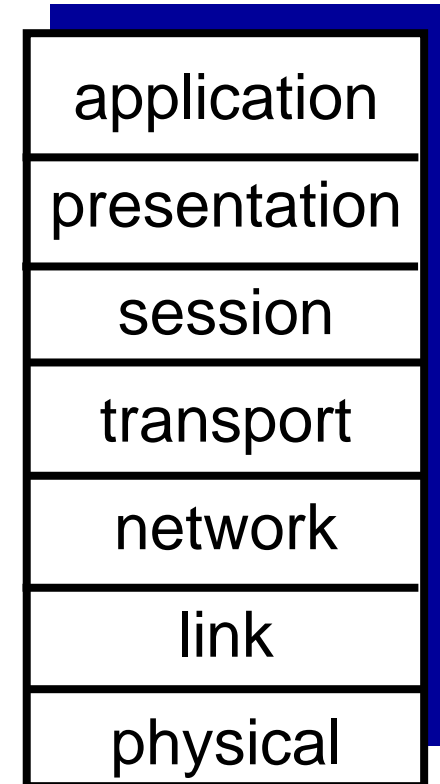 application
presentation
session
transport
network
link
physical